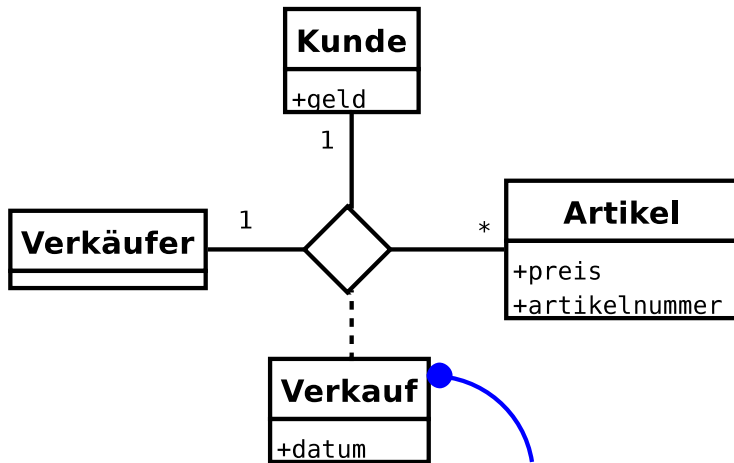 Kunde
+geld
1
Verkäufer
1
*
Artikel
+preis
+artikelnummer
Verkauf
+datum